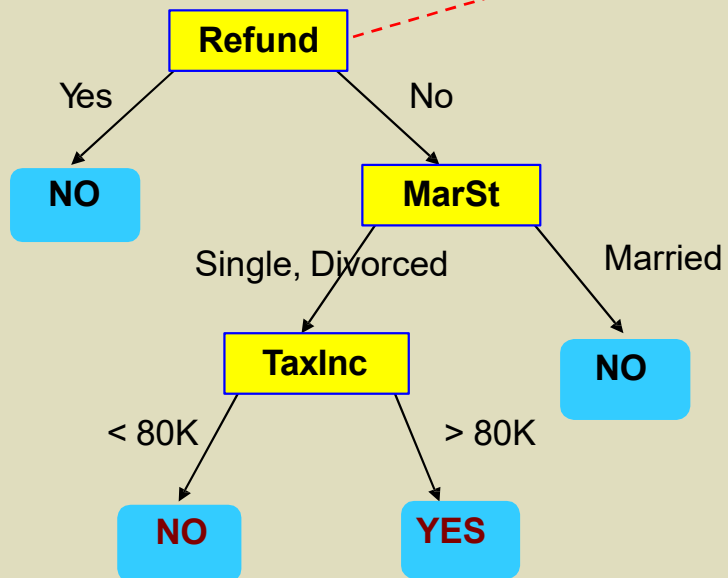 Refund
Yes
No
NO
MarSt
Single, Divorced
Married
TaxInc
NO
< 80K
> 80K
NO
YES